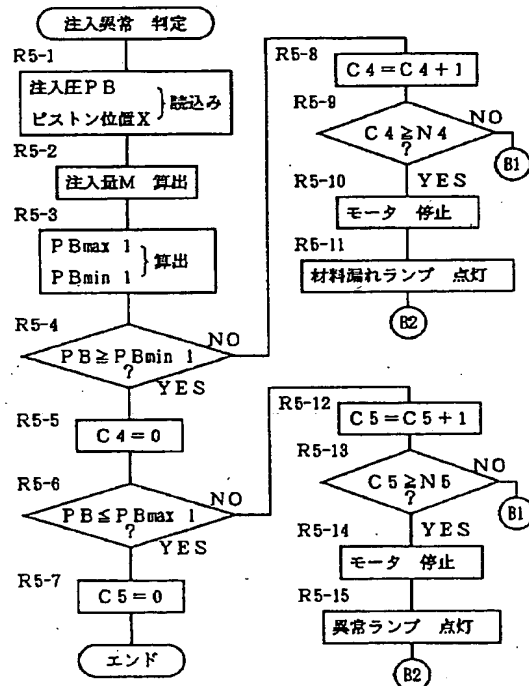 注入異常 判定
R5-1
注入圧PB
ピストン位置X
}読込み
R5-2
注入量M 算出
R5-3
PBmax 1
PBmin 1
}算出
R5-4
PB≧PBmin 1
?
NO
YES
R5-5
C4=0
R5-6
PB≦PBmax 1
?
NO
YES
R5-7
C5=0
エンド
R5-8
C4=C4+1
R5-9
C4≧N4
?
NO
B1
YES
R5-10
モータ 停止
R5-11
材料漏れランプ 点灯
B2
R5-12
C5=C5+1
R5-13
C5≧N5
?
NO
B1
YES
R5-14
モータ 停止
R5-15
異常ランプ 点灯
B2